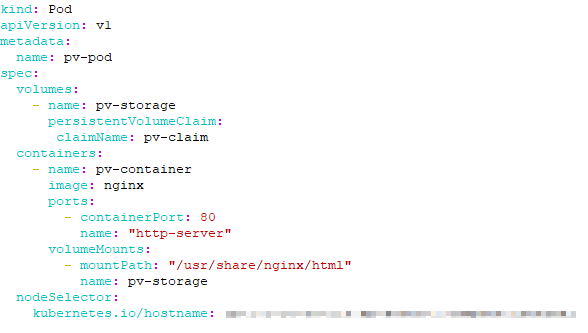 kind: Pod
apiVersion: v1
metadata:
  name: pv-pod
spec:
  volumes:
    - name: pv-storage
      persistentVolumeClaim:
       claimName: pv-claim
  containers:
    - name: pv-container
      image: nginx
      ports:
        - containerPort: 80
          name: "http-server"
      volumeMounts:
        - mountPath: "/usr/share/nginx/html"
          name: pv-storage
  nodeSelector:
    kubernetes.io/hostname: